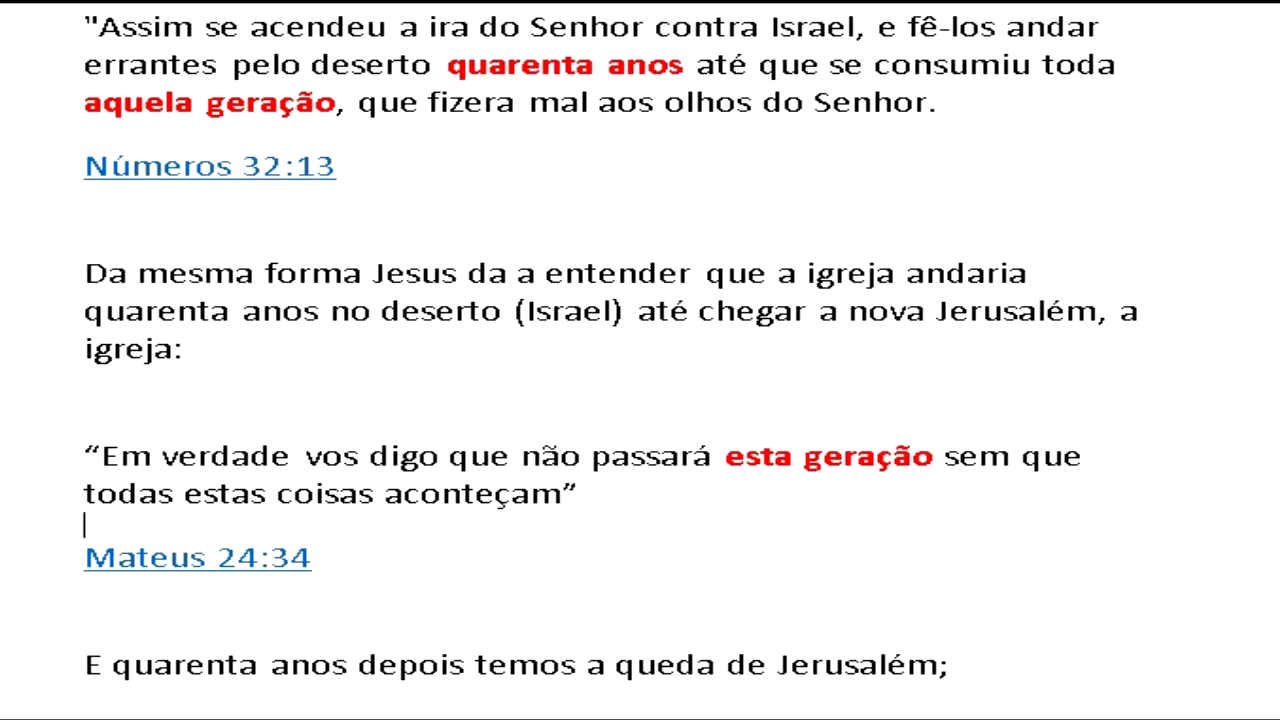 "Assim se acendeu a ira do Senhor contra Israel, e fê-los andar
errantes pelo deserto quarenta anos até que se consumiu toda
aquela geração, que fizera mal aos olhos do Senhor.
Números 32:13
Da mesma forma Jesus da a entender que a igreja andaria
quarenta anos no deserto (Israel) até chegar a nova Jerusalém, a
igreja:
“Em verdade vos digo que não passará esta geração sem que
todas estas coisas aconteçam”
Mateus 24:34
E quarenta anos depois temos a queda de Jerusalém;